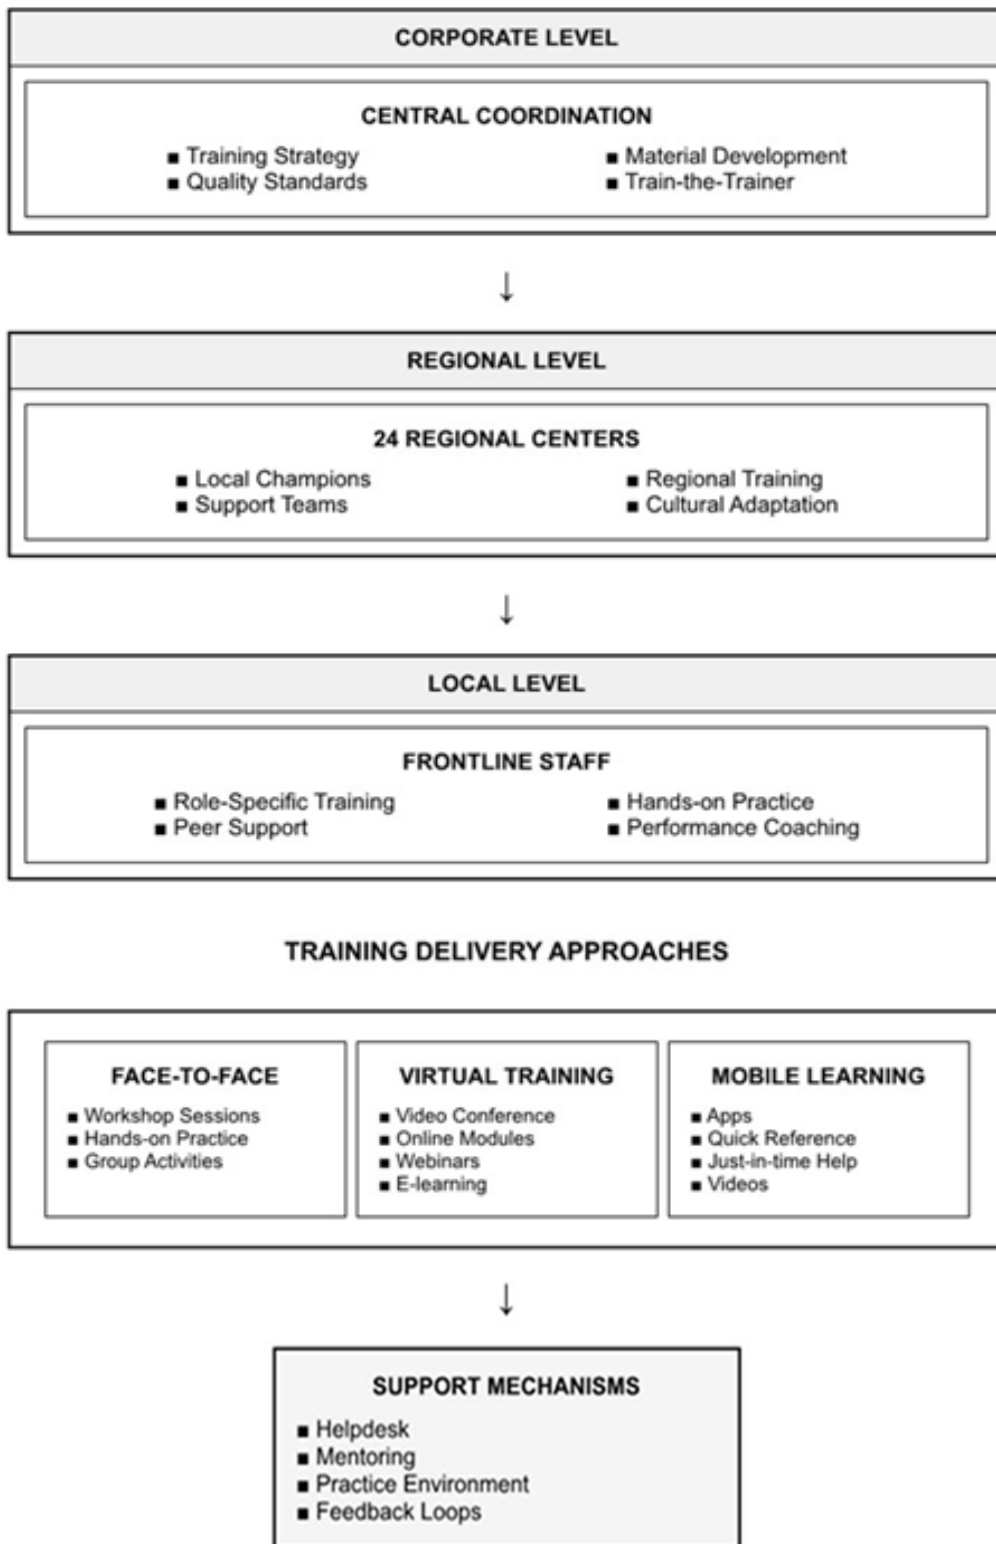 CORPORATE LEVEL
CENTRAL COORDINATION
■ Training Strategy ■ Material Development
■ Quality Standards ■ Train-the-Trainer
↓
REGIONAL LEVEL
24 REGIONAL CENTERS
■ Local Champions ■ Regional Training
■ Support Teams ■ Cultural Adaptation
↓
LOCAL LEVEL
FRONTLINE STAFF
■ Role-Specific Training ■ Hands-on Practice
■ Peer Support ■ Performance Coaching
TRAINING DELIVERY APPROACHES
FACE-TO-FACE
■ Workshop Sessions
■ Hands-on Practice
■ Group Activities
VIRTUAL TRAINING
■ Video Conference
■ Online Modules
■ Webinars
■ E-learning
MOBILE LEARNING
■ Apps
■ Quick Reference
■ Just-in-time Help
■ Videos
↓
SUPPORT MECHANISMS
■ Helpdesk
■ Mentoring
■ Practice Environment
■ Feedback Loops